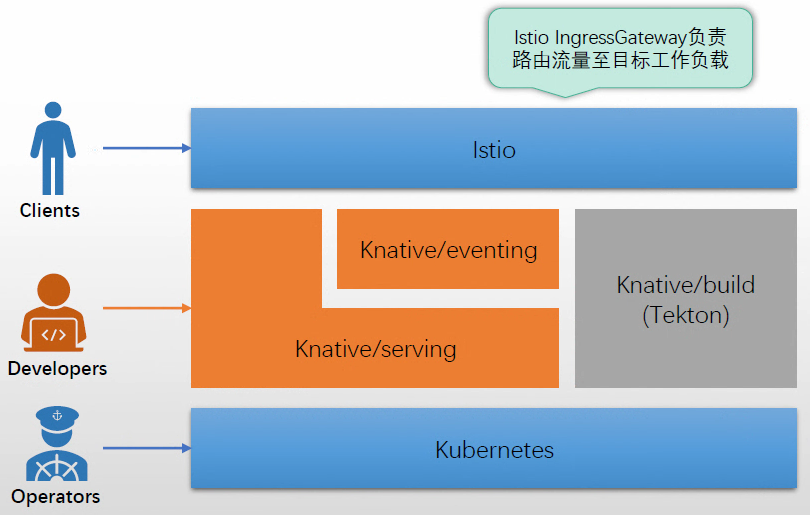 Istio IngressGateway负责
路由流量至目标工作负载
Istio
Clients
Knative/eventing
Knative/build
(Tekton)
</>
Knative/serving
Developers
Kubernetes
Operators